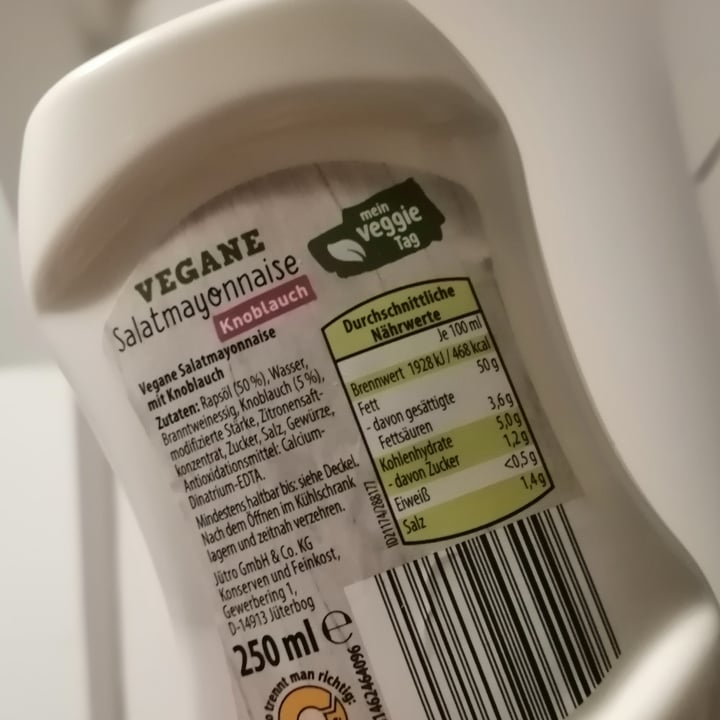 VEGANE
Salatmayonnaise
Knoblauch
mein
veggie
Tag
Vegane Salatmayonnaise
mit Knoblauch
Zutaten: Rapsöl (50 %), Wasser,
Branntweinessig, Knoblauch (5 %),
modifizierte Stärke, Zitronensaft-
konzentrat, Zucker, Salz, Gewürze,
Antioxidationsmittel: Calcium-
Dinatrium-EDTA.
Mindestens haltbar bis: siehe Deckel.
Nach dem Öffnen im Kühlschrank
lagern und zeitnah verzehren.
Jütro GmbH & Co. KG
Konserven und Feinkost,
Gewerbering 1,
D-14913 Jüterbog
250 ml ℮
Durchschnittliche
Nährwerte
Je 100 ml
Brennwert 1928 kJ / 468 kcal
Fett 50 g
- davon gesättigte
Fettsäuren 3,6 g
Kohlenhydrate 5,0 g
- davon Zucker 1,2 g
Eiweiß <0,5 g
Salz 1,4 g
ID21174/288177
o trennt man richtig:
1462464096